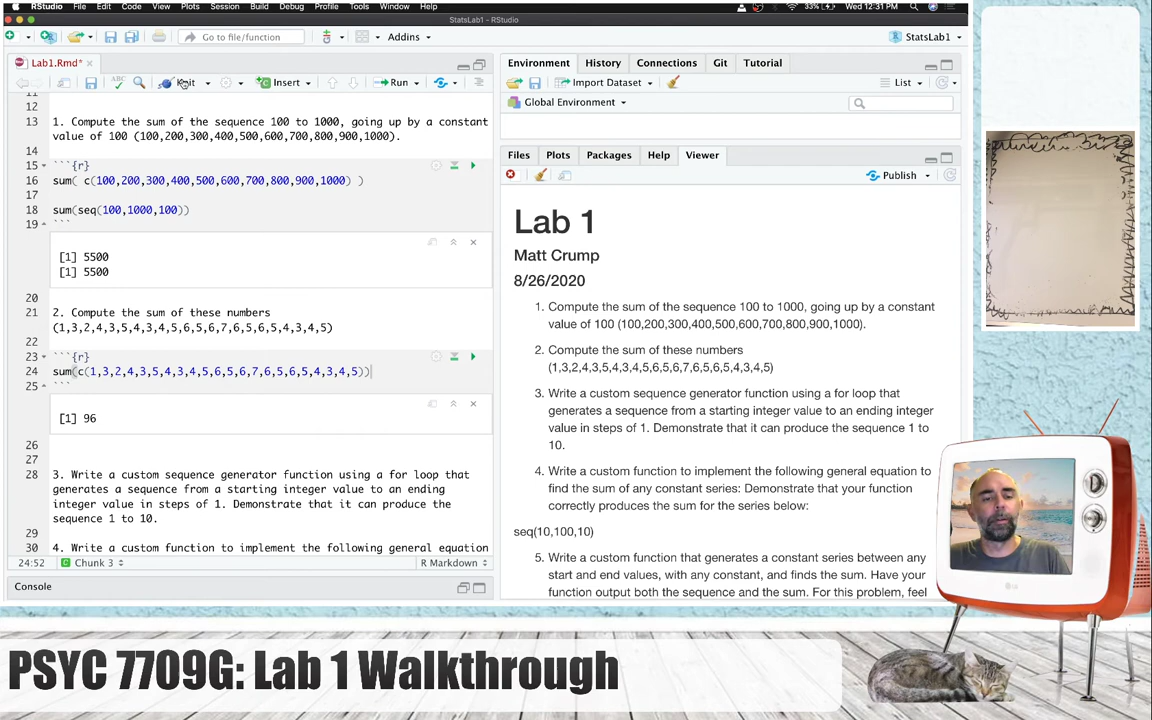 RStudio File Edit Code View Plots Session Build Debug Profile Tools Window Help 33% Wed 12:31 PM
StatsLab1 - RStudio
Go to file/function Addins StatsLab1
Lab1.Rmd*
Knit Insert Run
11
12
13 1. Compute the sum of the sequence 100 to 1000, going up by a constant
value of 100 (100,200,300,400,500,600,700,800,900,1000).
14
15 ```{r}
16 sum( c(100,200,300,400,500,600,700,800,900,1000) )
17
18 sum(seq(100,1000,100))
19 ```
[1] 5500
[1] 5500
20
21 2. Compute the sum of these numbers
(1,3,2,4,3,5,4,3,4,5,6,5,6,7,6,5,6,5,4,3,4,5)
22
23 ```{r}
24 sum(c(1,3,2,4,3,5,4,3,4,5,6,5,6,7,6,5,6,5,4,3,4,5))
25 ```
[1] 96
26
27
28 3. Write a custom sequence generator function using a for loop that
generates a sequence from a starting integer value to an ending
integer value in steps of 1. Demonstrate that it can produce the
sequence 1 to 10.
29
30 4. Write a custom function to implement the following general equation
24:52 Chunk 3 R Markdown
Console
Environment History Connections Git Tutorial
Import Dataset List
Global Environment
Files Plots Packages Help Viewer
Publish
Lab 1
Matt Crump
8/26/2020
1. Compute the sum of the sequence 100 to 1000, going up by a constant
value of 100 (100,200,300,400,500,600,700,800,900,1000).
2. Compute the sum of these numbers
(1,3,2,4,3,5,4,3,4,5,6,5,6,7,6,5,6,5,4,3,4,5)
3. Write a custom sequence generator function using a for loop that
generates a sequence from a starting integer value to an ending integer
value in steps of 1. Demonstrate that it can produce the sequence 1 to
10.
4. Write a custom function to implement the following general equation to
find the sum of any constant series: Demonstrate that your function
correctly produces the sum for the series below:
seq(10,100,10)
5. Write a custom function that generates a constant series between any
start and end values, with any constant, and finds the sum. Have your
function output both the sequence and the sum. For this problem, feel
LG
PSYC 7709G: Lab 1 Walkthrough